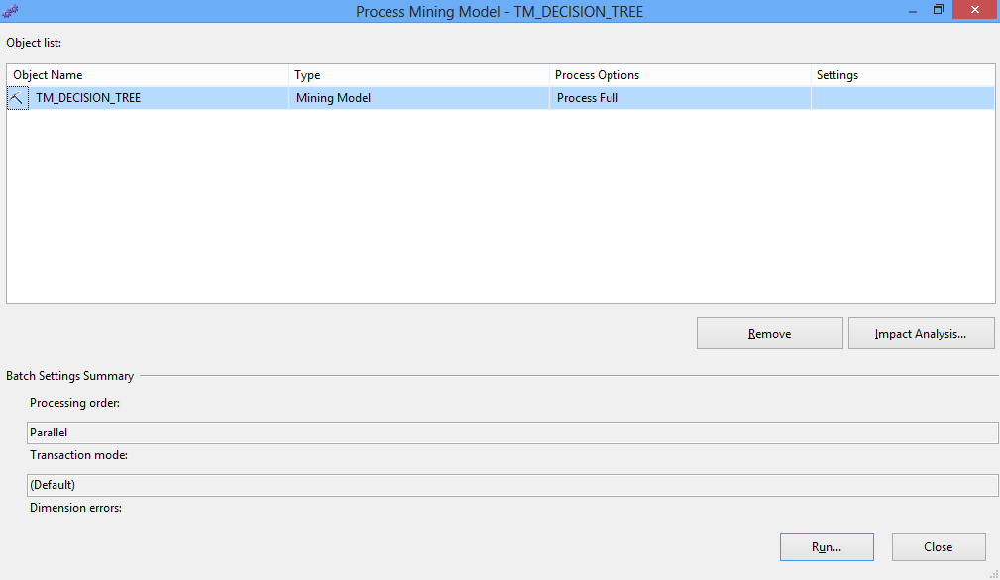 Process Mining Model - TM_DECISION_TREE
Object list:
Object Name Type Process Options Settings
TM_DECISION_TREE Mining Model Process Full
Remove Impact Analysis...
Batch Settings Summary
Processing order:
Parallel
Transaction mode:
(Default)
Dimension errors:
Run... Close